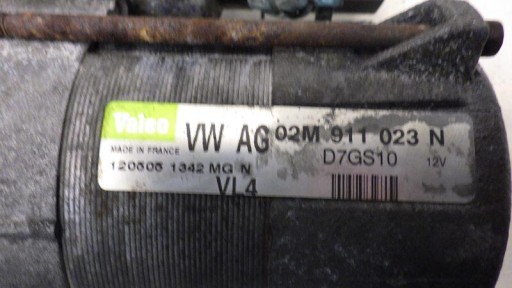 Valeo VW AG 02M 911 023 N
MADE IN FRANCE D7GS10 12V
120505 1342 MG N
VL4